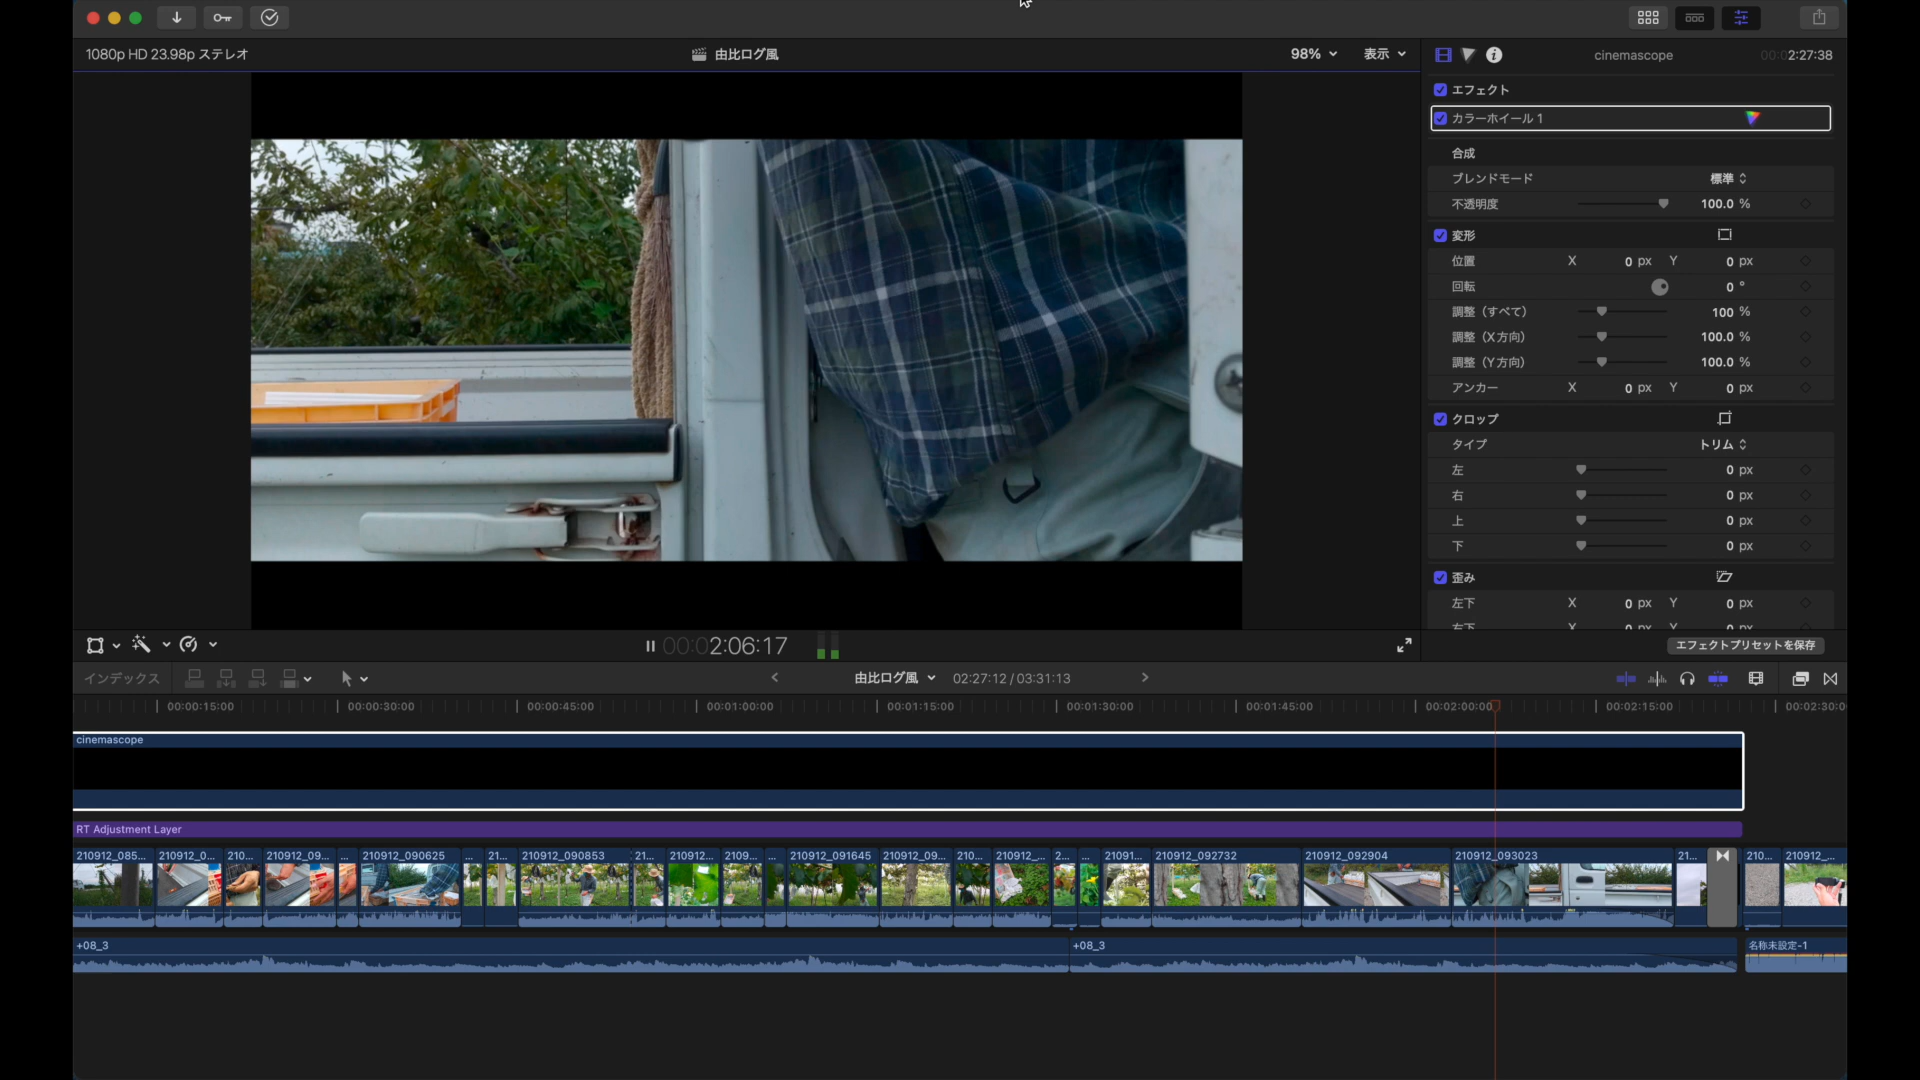 1080p HD 23.98p ステレオ
由比ログ風
98%
表示
cinemascope
00:02:27:38
エフェクト
カラーホイール 1
合成
ブレンドモード 標準
不透明度 100.0 %
変形
位置 X 0 px Y 0 px
回転 0 °
調整（すべて） 100 %
調整（X方向） 100.0 %
調整（Y方向） 100.0 %
アンカー X 0 px Y 0 px
クロップ
タイプ トリム
左 0 px
右 0 px
上 0 px
下 0 px
歪み
左下 X 0 px Y 0 px
右下 X 0 px Y 0 px
00:02:06:17
エフェクトプリセットを保存
インデックス
由比ログ風
02:27:12 / 03:31:13
00:00:15:00 00:00:30:00 00:00:45:00 00:01:00:00 00:01:15:00 00:01:30:00 00:01:45:00 00:02:00:00 00:02:15:00 00:02:30:0
cinemascope
RT Adjustment Layer
210912_085... 210912_0... 210... 210912_09... ... 210912_090625 ... 21... 210912_090853 21... 210912... 2109... ... 210912_091645 210912_09... 210... 210912_... 2... ... 21091... 210912_092732 210912_092904 210912_093023 21... 210... 210912_...
+08_3 +08_3 名称未設定-1